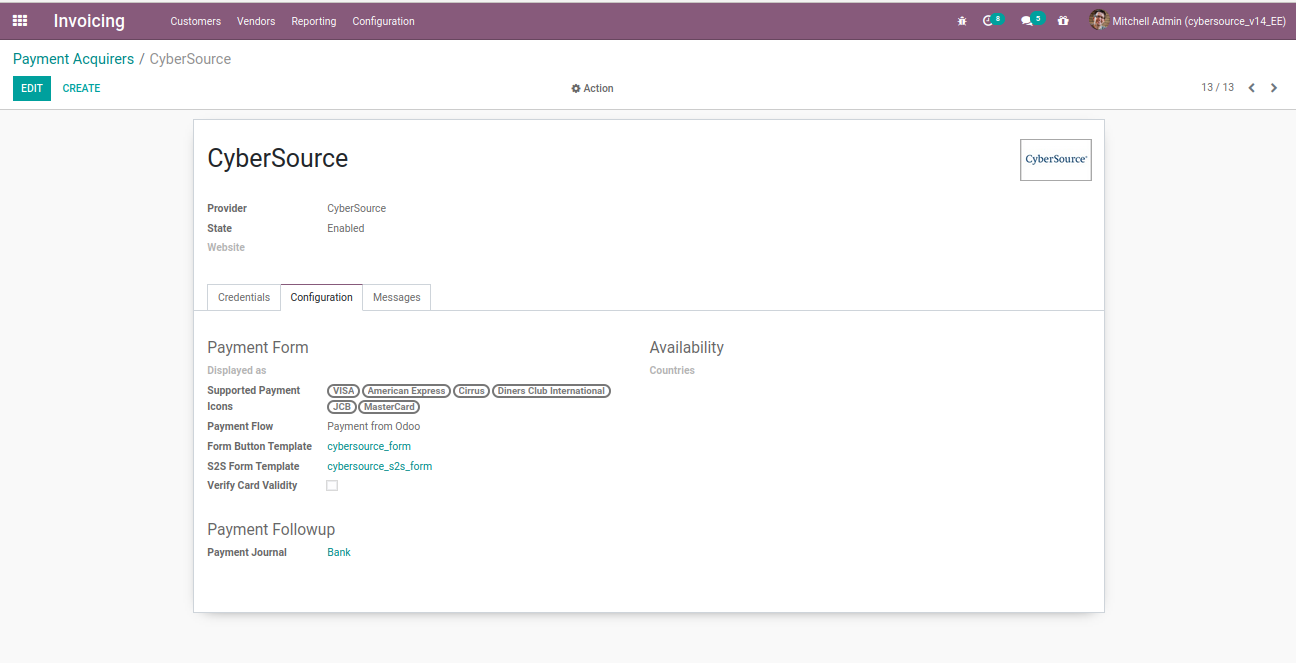 Invoicing Customers Vendors Reporting Configuration 8 5 Mitchell Admin (cybersource_v14_EE)
Payment Acquirers / CyberSource
EDIT CREATE Action 13 / 13
CyberSource
CyberSource
Provider CyberSource
State Enabled
Website
Credentials Configuration Messages
Payment Form Availability
Displayed as Countries
Supported Payment VISA American Express Cirrus Diners Club International
Icons JCB MasterCard
Payment Flow Payment from Odoo
Form Button Template cybersource_form
S2S Form Template cybersource_s2s_form
Verify Card Validity
Payment Followup
Payment Journal Bank